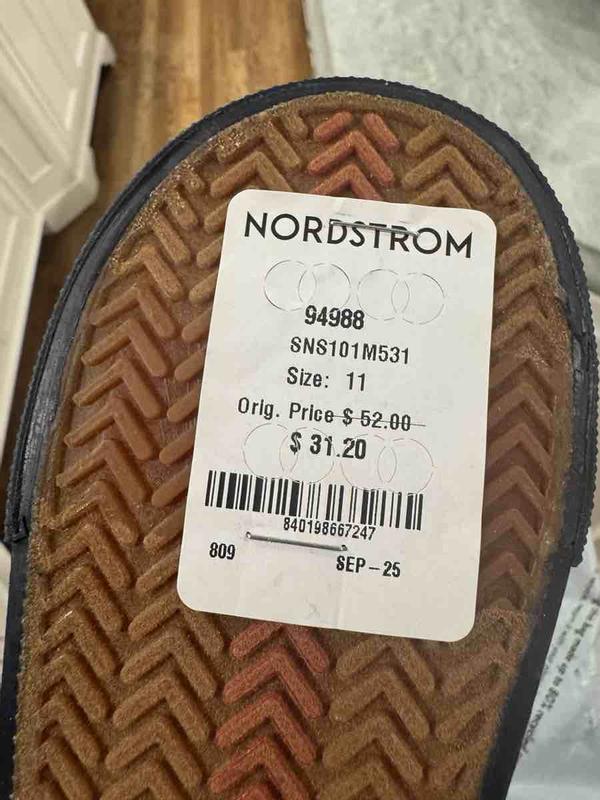 NORDSTROM
94988
SNS101M531
Size: 11
Orig. Price $ 52.00
$ 31.20
840198667247
809 SEP-25